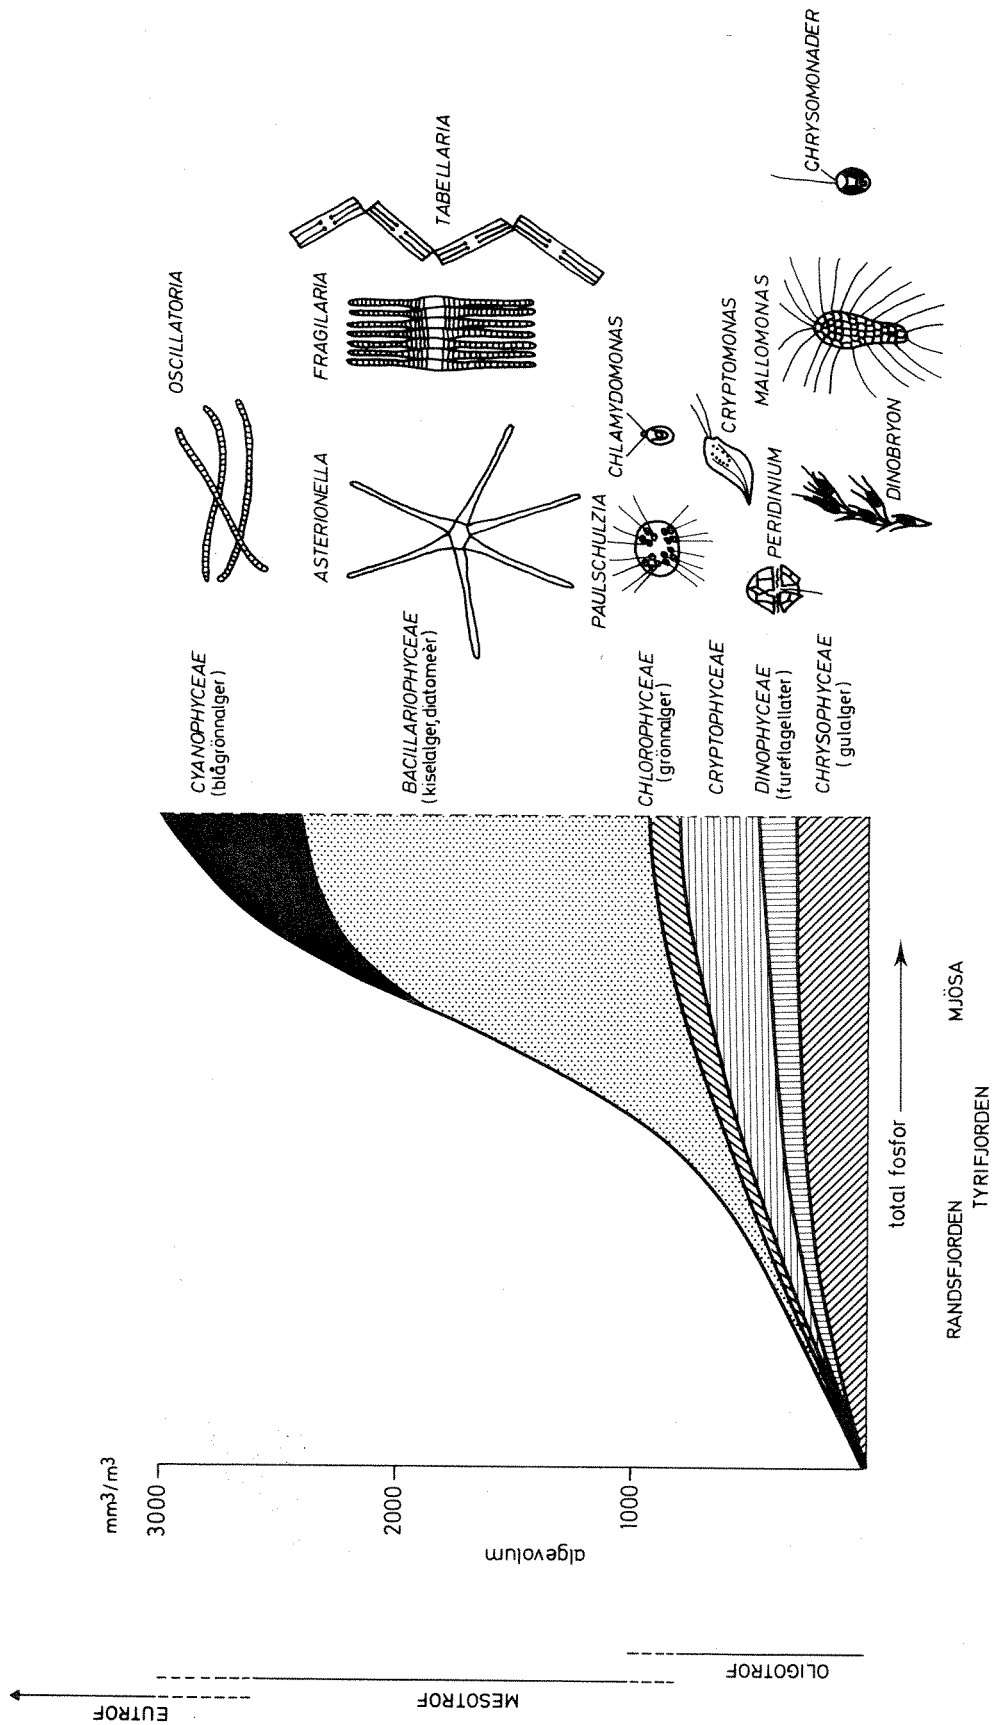 mm3/m3
3000
2000
1000
algevolum
EUTROF
MESOTROF
OLIGOTROF
CYANOPHYCEAE
(blågrönnalger)
OSCILLATORIA
BACILLARIOPHYCEAE
(kiselalger,diatomeèr)
ASTERIONELLA
FRAGILARIA
TABELLARIA
CHLOROPHYCEAE
(grönnalger)
PAULSCHULZIA
CHLAMYDOMONAS
CRYPTOPHYCEAE
CRYPTOMONAS
DINOPHYCEAE
(fureflagellater)
PERIDINIUM
CHRYSOPHYCEAE
(gulalger)
DINOBRYON
MALLOMONAS
CHRYSOMONADER
total fosfor
RANDSFJORDEN
MJÖSA
TYRIFJORDEN